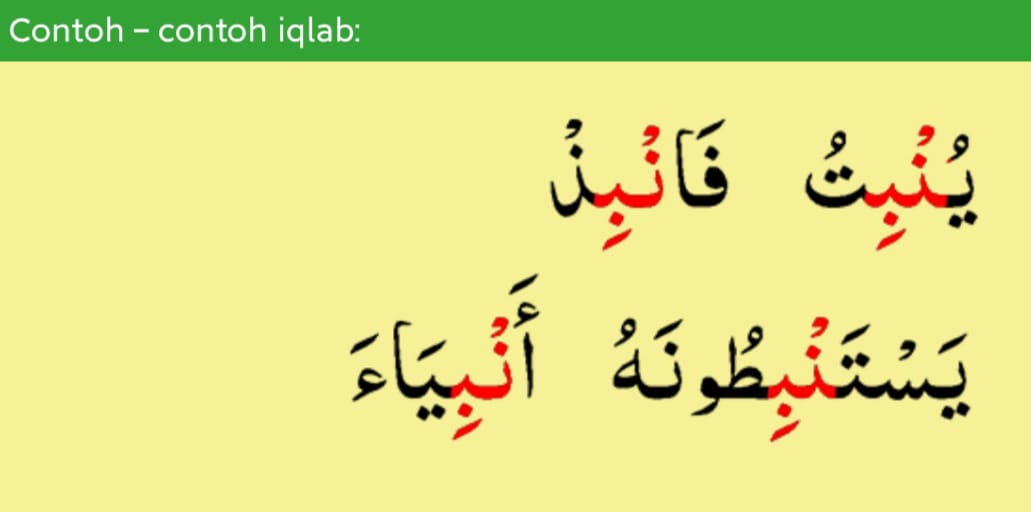 Contoh – contoh iqlab:
يُنْبِتُ فَانْبِذْ
يَسْتَنْبِطُونَهُ أَنْبِيَاءَ